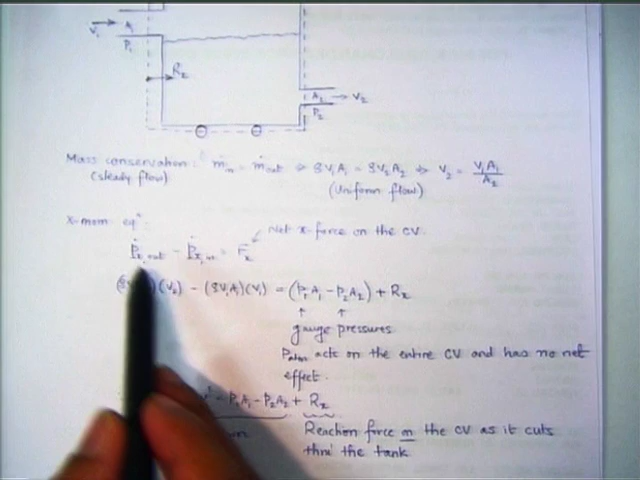 V₁ → A₁
P₁
Rₓ
A₂ → V₂
P₂
Mass conservation : ṁin = ṁout ⇒ ρV₁A₁ = ρV₂A₂ ⇒ V₂ = V₁A₁/A₂
(steady flow)
(Uniform flow)
X-mom eqⁿ.
Ṗx,out − Ṗx,in = Fx
Net x-force on the CV.
)(V₂) − (ρV₁A₁)(V₁) = (P₁A₁ − P₂A₂) + Rₓ
↑ ↑
gauge pressures
Patm acts on the entire CV and has no net
effect.
= P₁A₁ − P₂A₂ + Rₓ
Reaction force on the CV as it cuts
thru' the tank